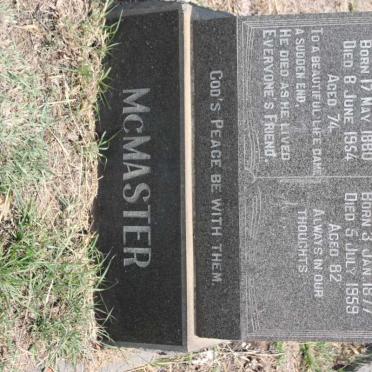 BORN 17 MAY. 1880
DIED 8 JUNE. 1954
AGED 74.
TO A BEAUTIFUL LIFE CAME
A SUDDEN END.
HE DIED AS HE LIVED
EVERYONE'S FRIEND.
BORN 3 JAN 1877
DIED 5 JULY 1959
AGED 82
ALWAYS IN OUR
THOUGHTS.
GOD'S PEACE BE WITH THEM.
MCMASTER